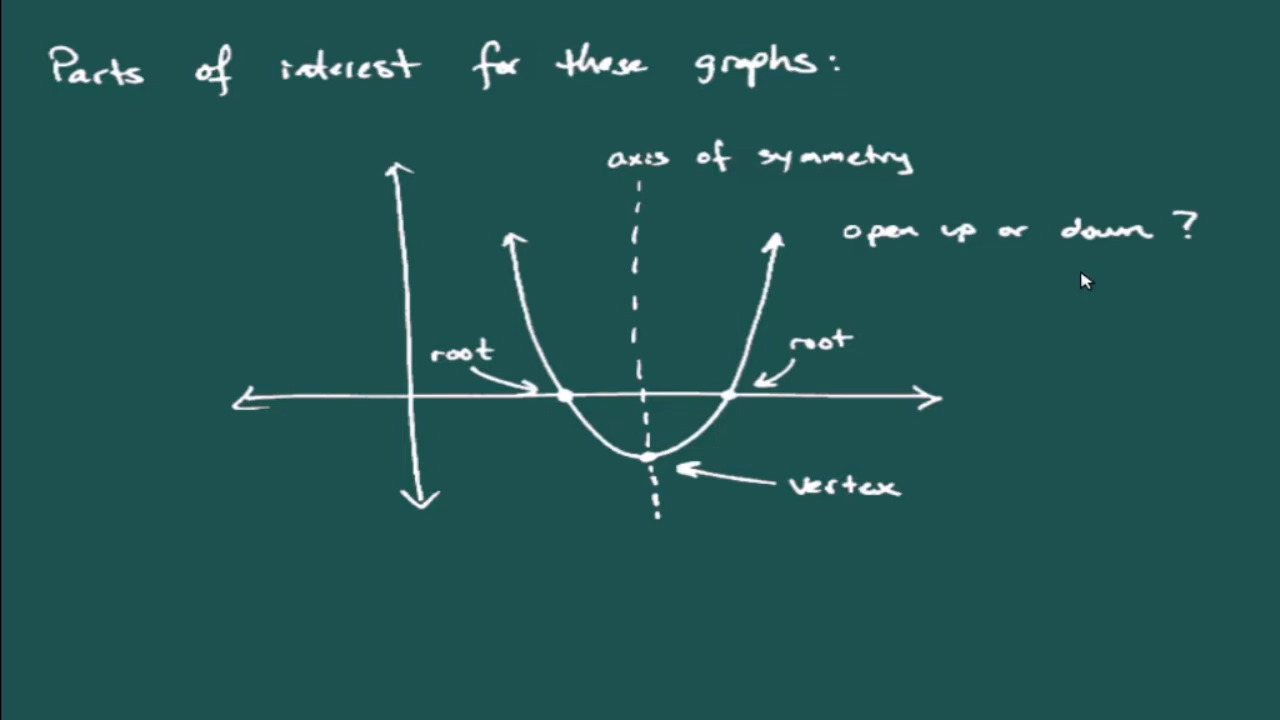 Parts of interest for these graphs:
axis of symmetry
open up or down ?
root
root
vertex